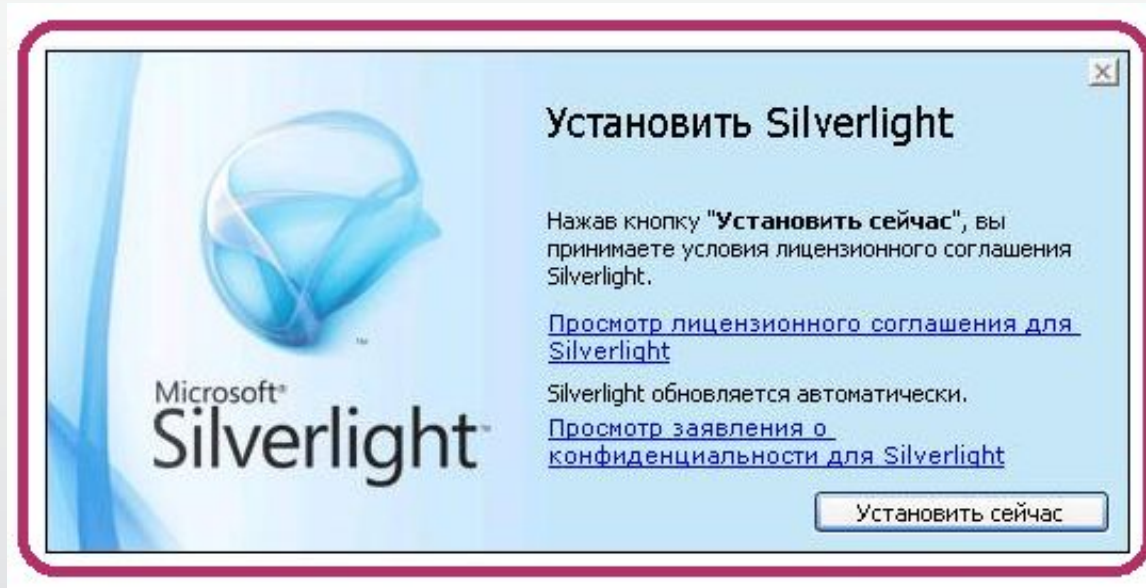 Установить Silverlight
Нажав кнопку "Установить сейчас", вы
принимаете условия лицензионного соглашения
Silverlight.
Просмотр лицензионного соглашения для
Silverlight
Silverlight обновляется автоматически.
Просмотр заявления о
конфиденциальности для Silverlight
Установить сейчас
Microsoft®
Silverlight™